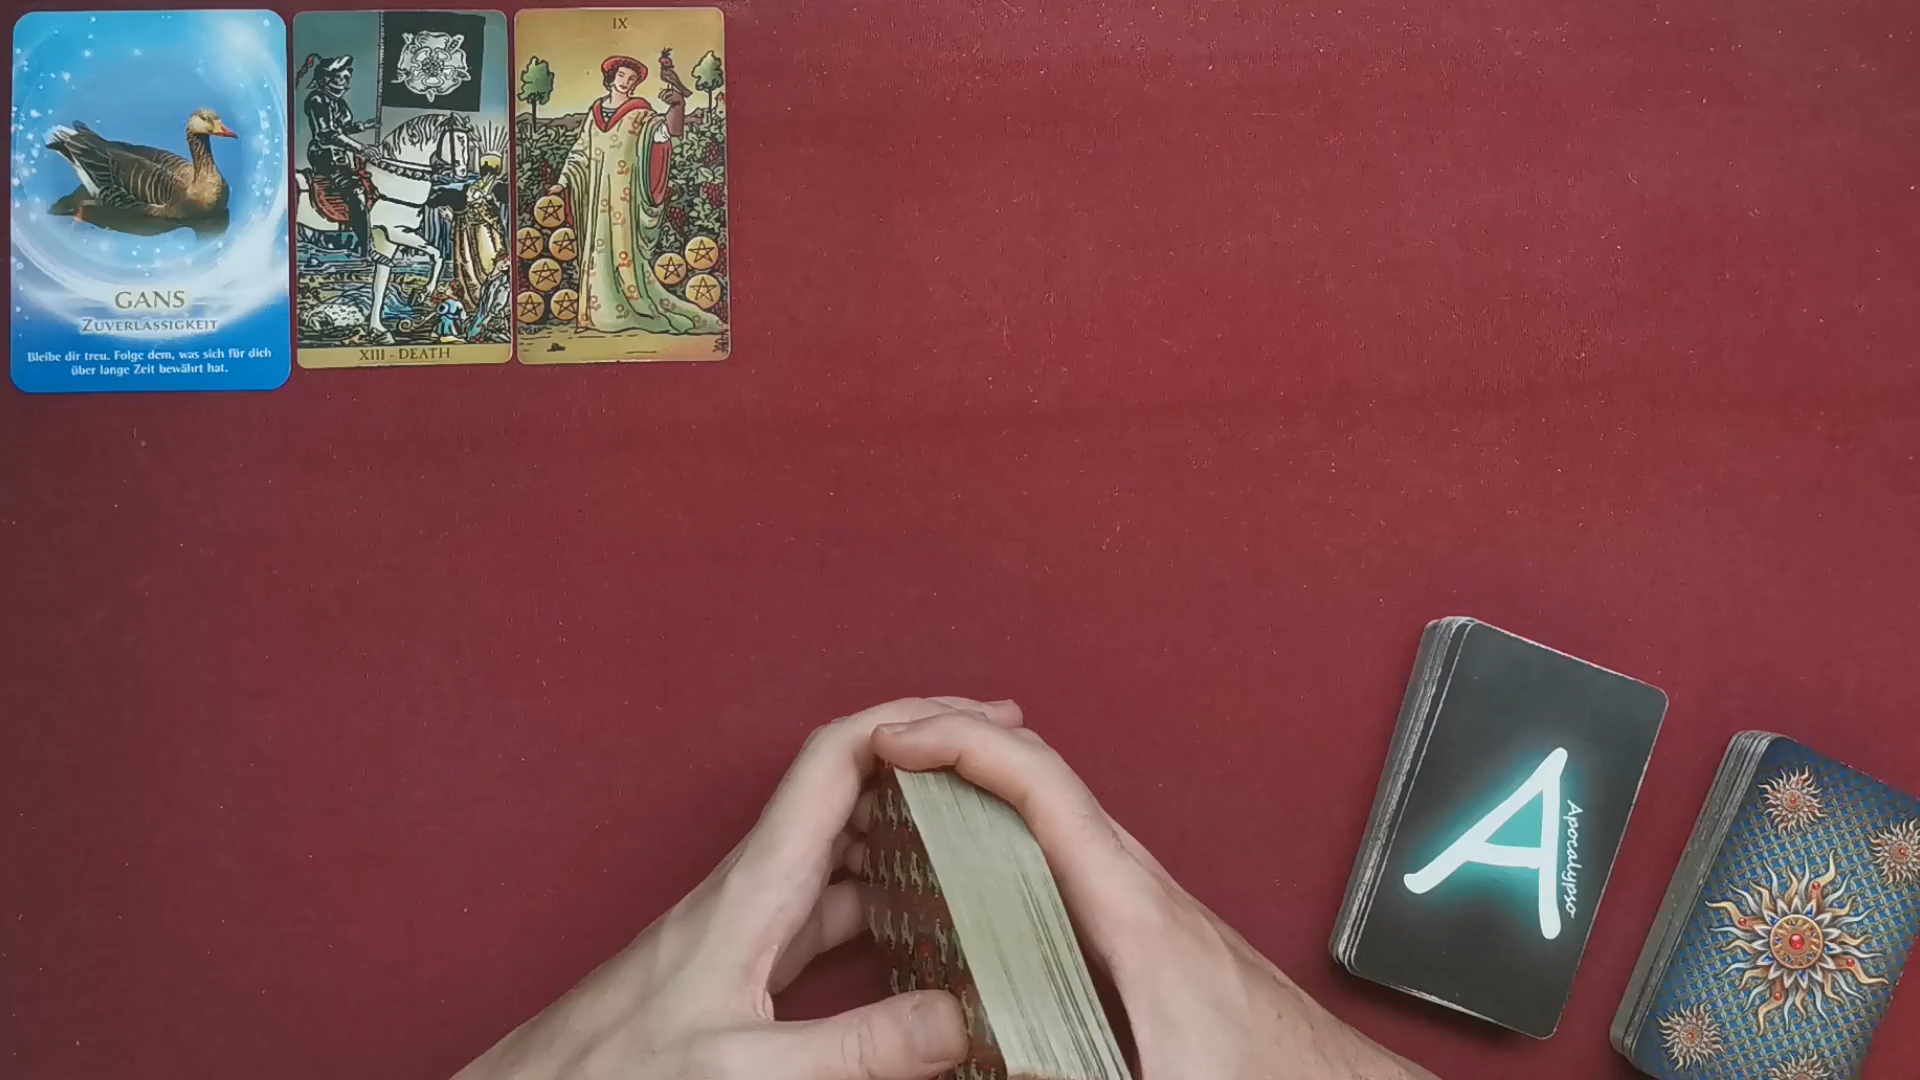 GANS
ZUVERLÄSSIGKEIT
Bleibe dir treu. Folge dem, was sich für dich
über lange Zeit bewährt hat.
XIII - DEATH
IX
A
Apocalypso